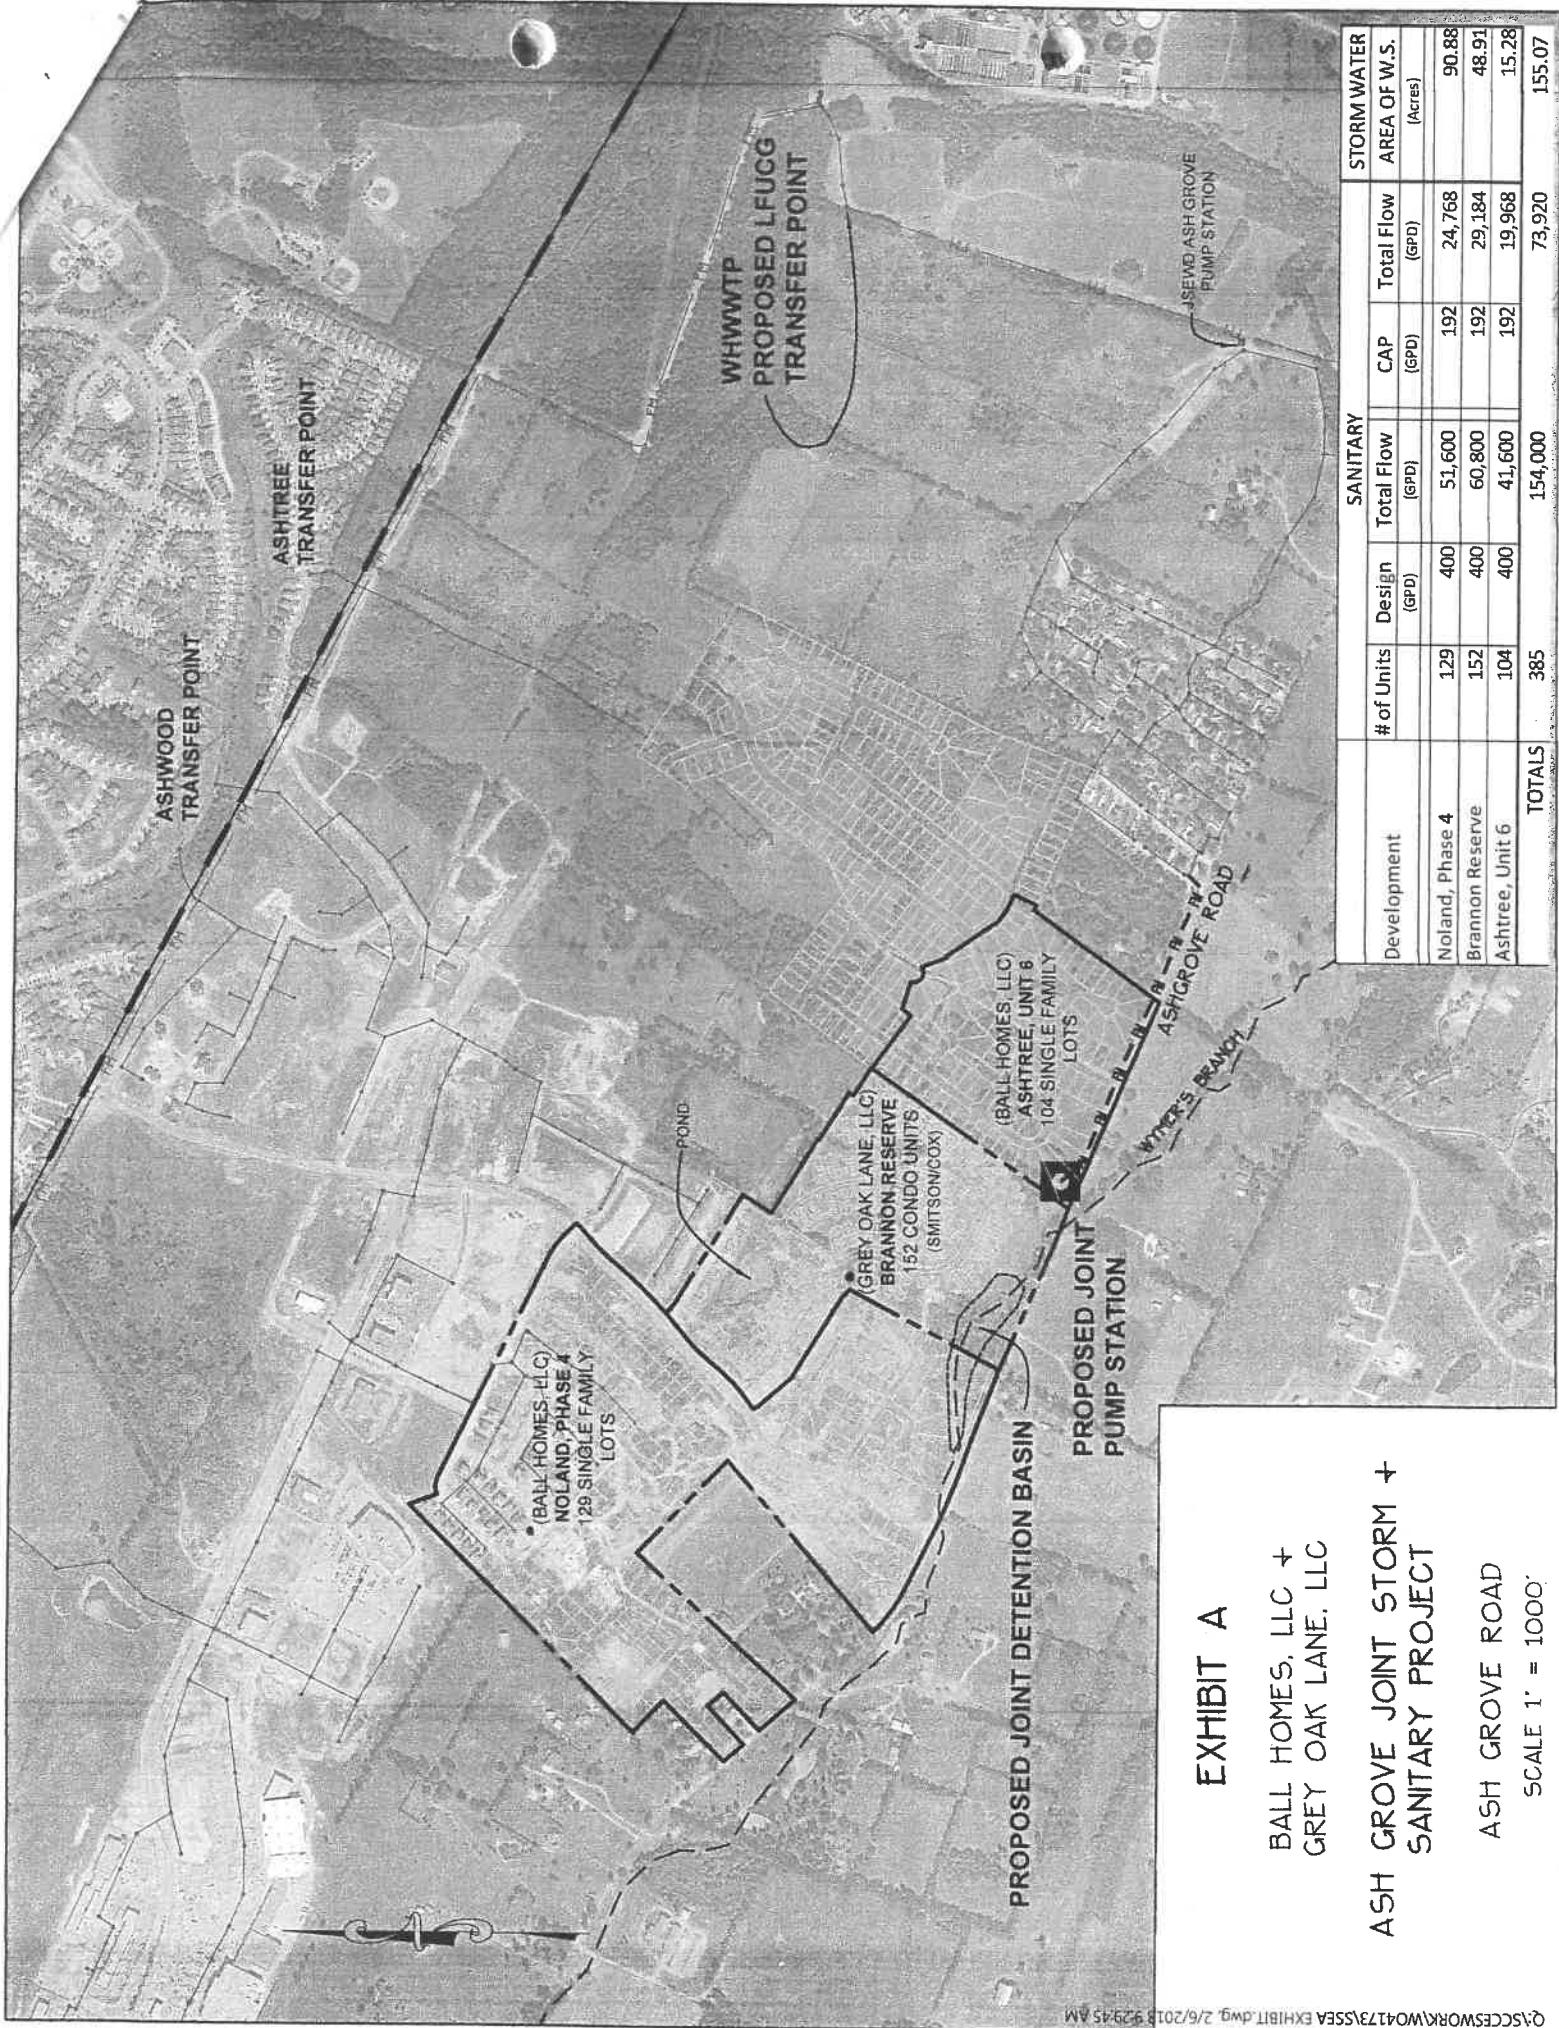 ASHWOOD
TRANSFER POINT
ASHTREE
TRANSFER POINT
WHWWTP
PROPOSED LFUCG
TRANSFER POINT
JSEWD ASH GROVE
PUMP STATION
POND
(BALL HOMES, LLC)
NOLAND, PHASE 4
129 SINGLE FAMILY
LOTS
(GREY OAK LANE, LLC)
BRANNON RESERVE
152 CONDO UNITS
(SMITSON/COX)
(BALL HOMES, LLC)
ASHTREE, UNIT 6
104 SINGLE FAMILY
LOTS
ASHGROVE ROAD
WYMER'S BRANCH
PROPOSED JOINT
PUMP STATION
PROPOSED JOINT DETENTION BASIN
FM
EXHIBIT A
BALL HOMES, LLC +
GREY OAK LANE, LLC
ASH GROVE JOINT STORM +
SANITARY PROJECT
ASH GROVE ROAD
SCALE 1" = 1000'
SANITARY STORM WATER
Development # of Units Design Total Flow CAP Total Flow AREA OF W.S.
(GPD) (GPD) (GPD) (GPD) (Acres)
Noland, Phase 4 129 400 51,600 192 24,768 90.88
Brannon Reserve 152 400 60,800 192 29,184 48.91
Ashtree, Unit 6 104 400 41,600 192 19,968 15.28
TOTALS 385 154,000 73,920 155.07
Q:\SCCESWORK\WO4173\SSEA EXHIBIT.dwg, 2/6/2013 9:29:45 AM